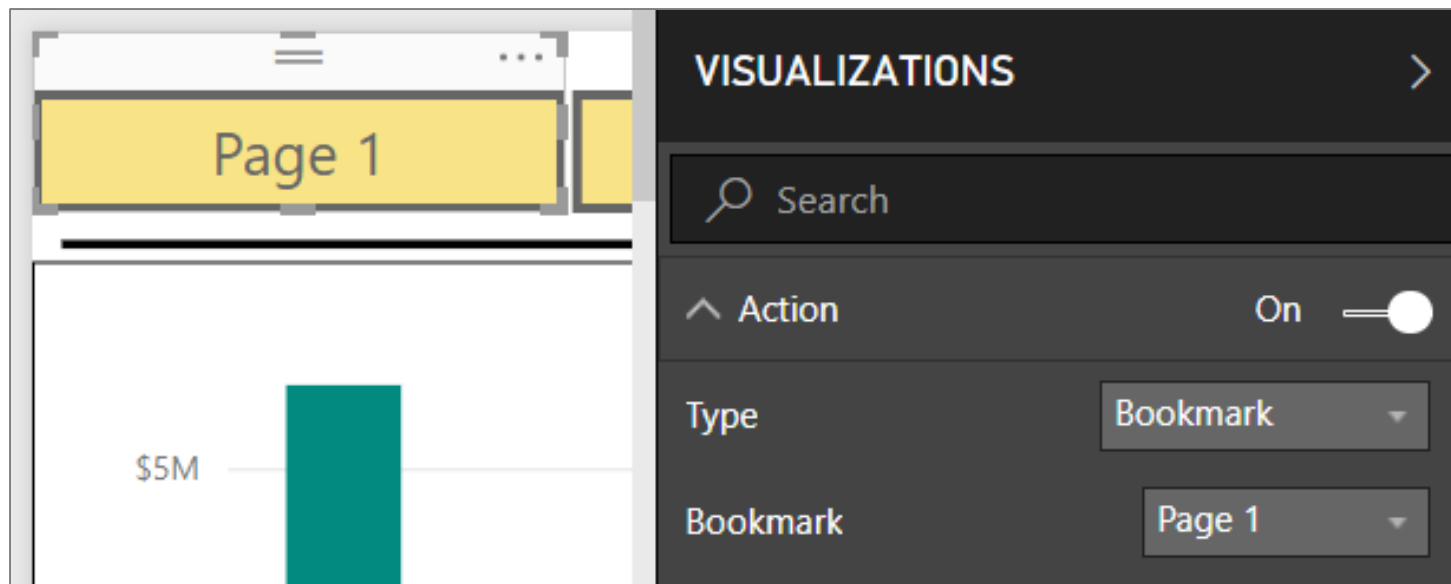 Page 1
$5M
VISUALIZATIONS
Search
Action On
Type Bookmark
Bookmark Page 1